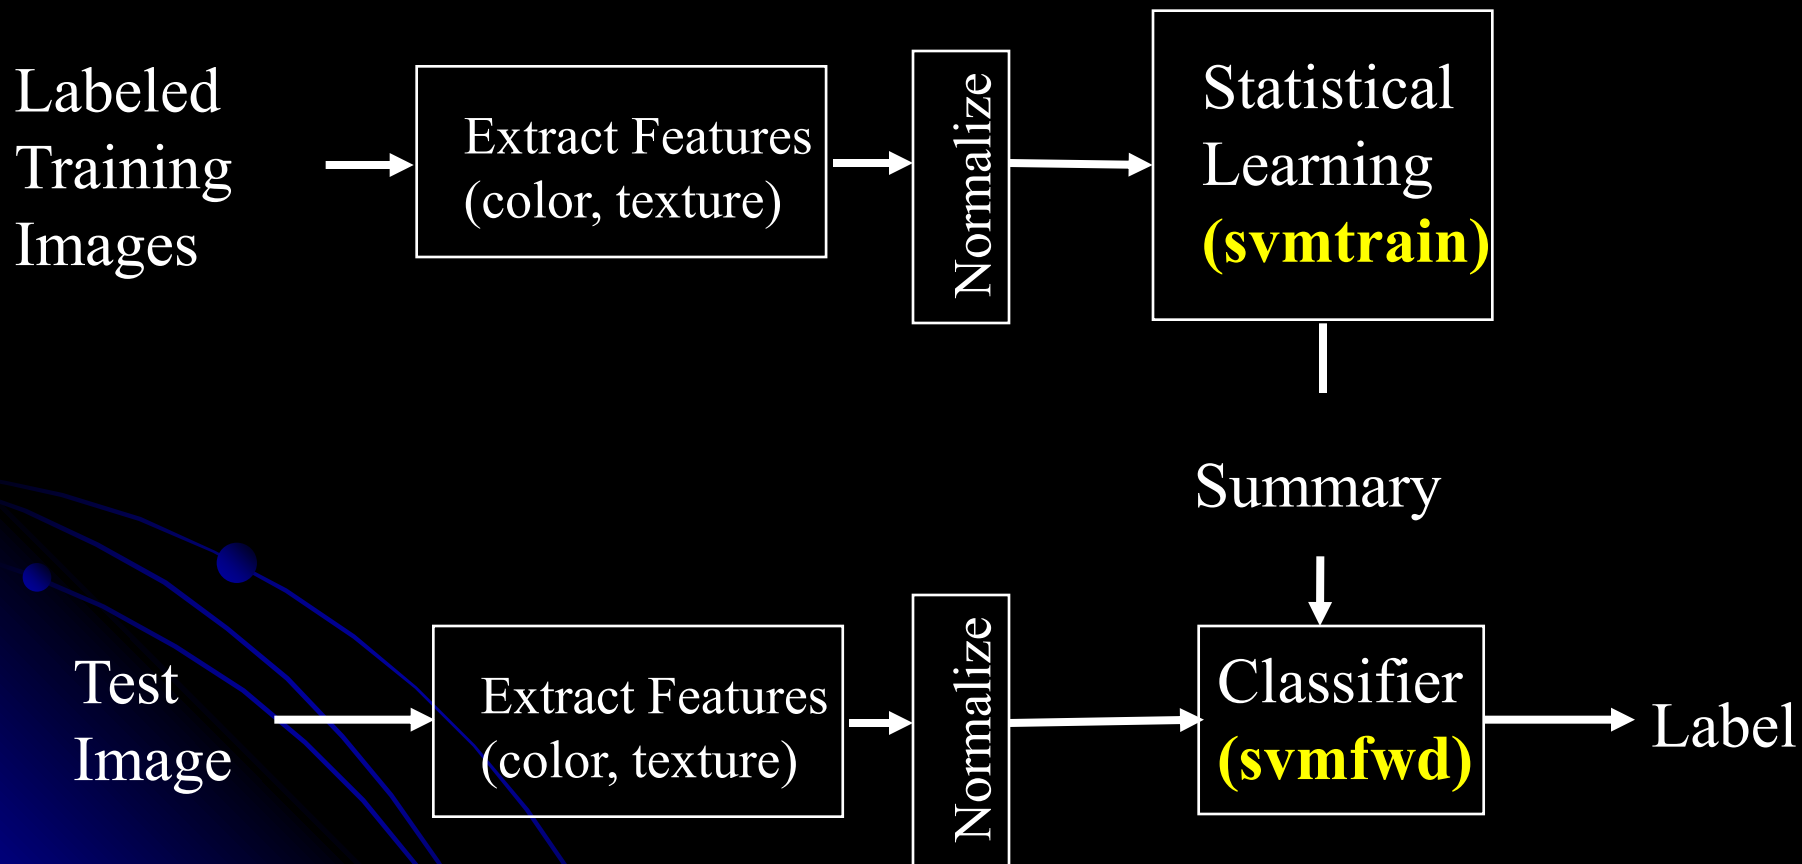 Labeled
Training
Images
Extract Features
(color, texture)
Normalize
Statistical
Learning
(svmtrain)
Summary
Test
Image
Extract Features
(color, texture)
Normalize
Classifier
(svmfwd)
Label